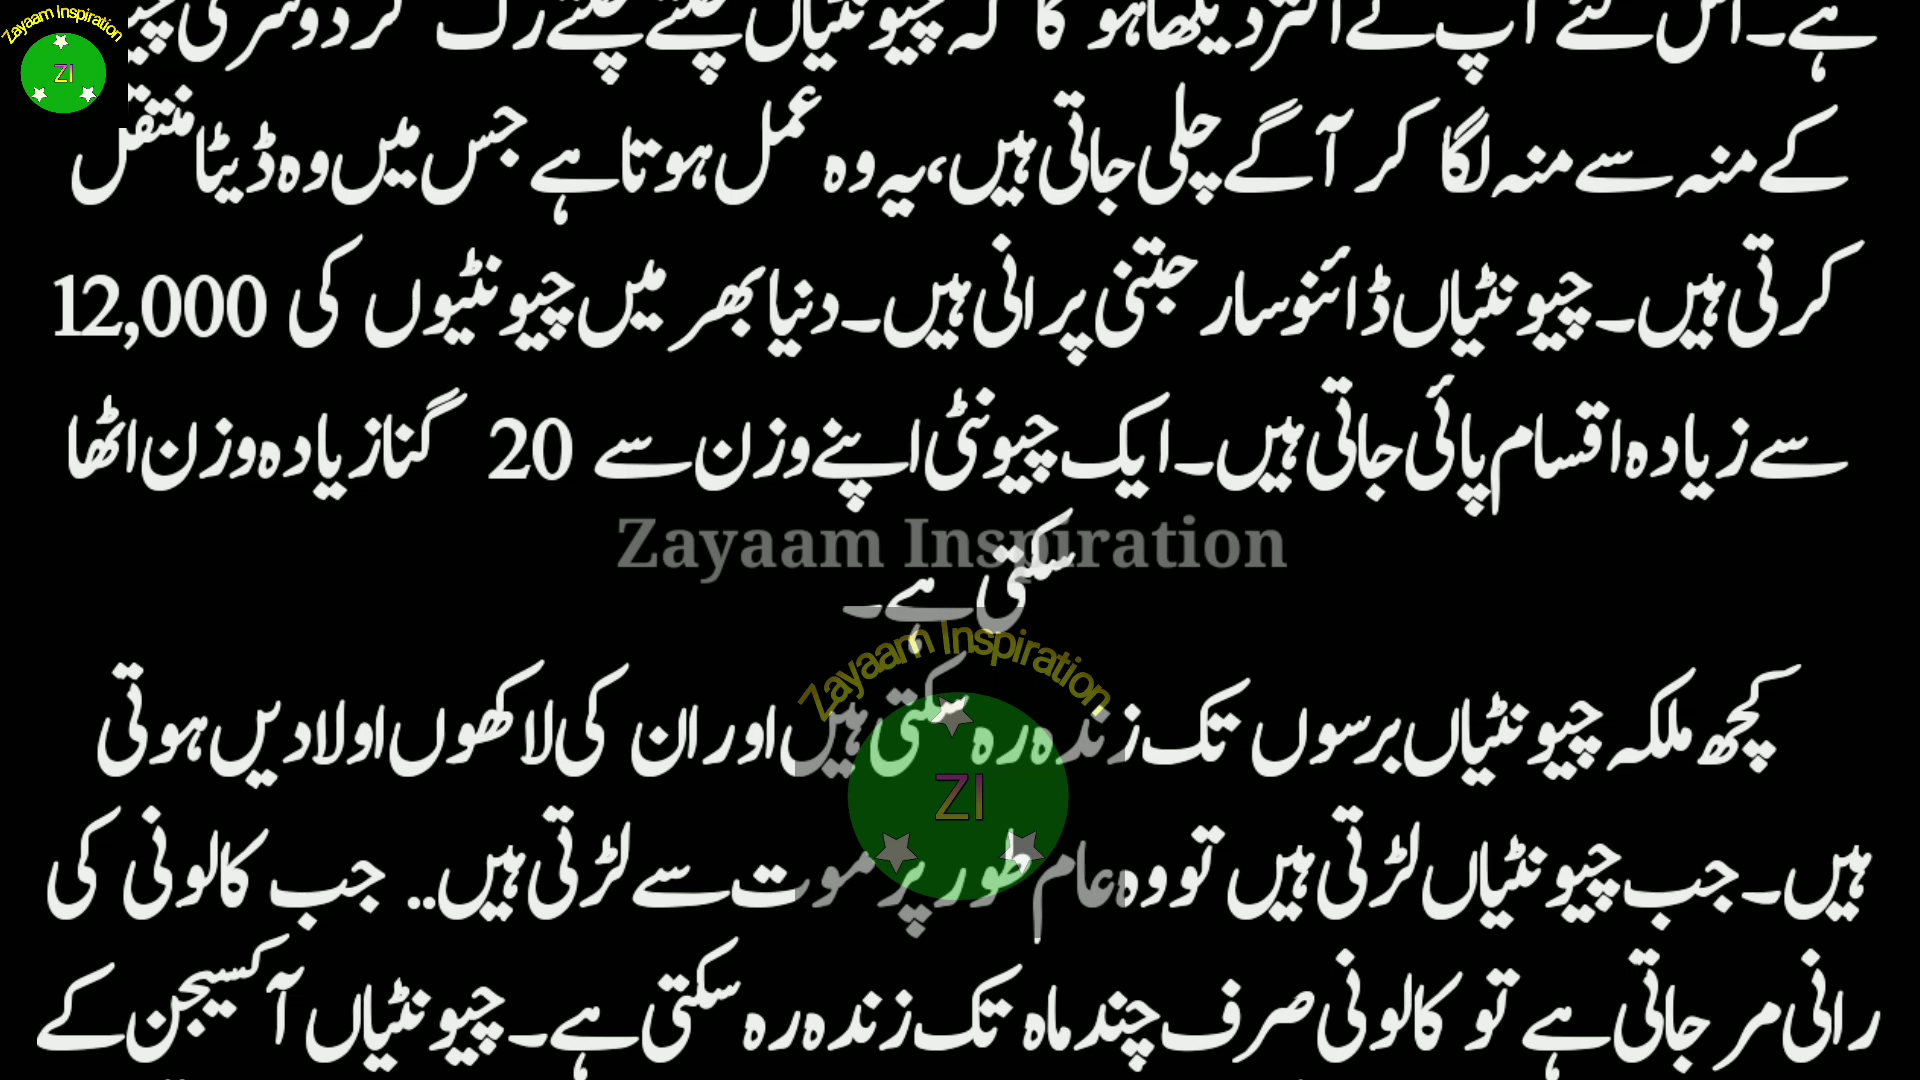 Zayaam Inspiration
ZI
ہے۔اس لئے آپ نے اکثر دیکھا ہو گا کہ چیونٹیاں چلتے چلتے رک کر دوسری
کے منہ سے منہ لگا کر آگے چلی جاتی ہیں، یہ وہ عمل ہوتا ہے جس میں وہ ڈیٹا منتقل
کرتی ہیں۔ چیونٹیاں ڈائنوسار جتنی پرانی ہیں۔ دنیا بھر میں چیونٹیوں کی 12,000
سے زیادہ اقسام پائی جاتی ہیں۔ ایک چیونٹی اپنے وزن سے 20 گنا زیادہ وزن اٹھا
Zayaam Inspiration
سکتی ہے۔
Zayaam Inspiration
ZI
کچھ ملکہ چیونٹیاں برسوں تک زندہ رہ سکتی ہیں اور ان کی لاکھوں اولادیں ہوتی
ہیں۔ جب چیونٹیاں لڑتی ہیں تو وہ عام طور پر موت سے لڑتی ہیں.. جب کالونی کی
رانی مر جاتی ہے تو کالونی صرف چند ماہ تک زندہ رہ سکتی ہے۔ چیونٹیاں آکسیجن کے